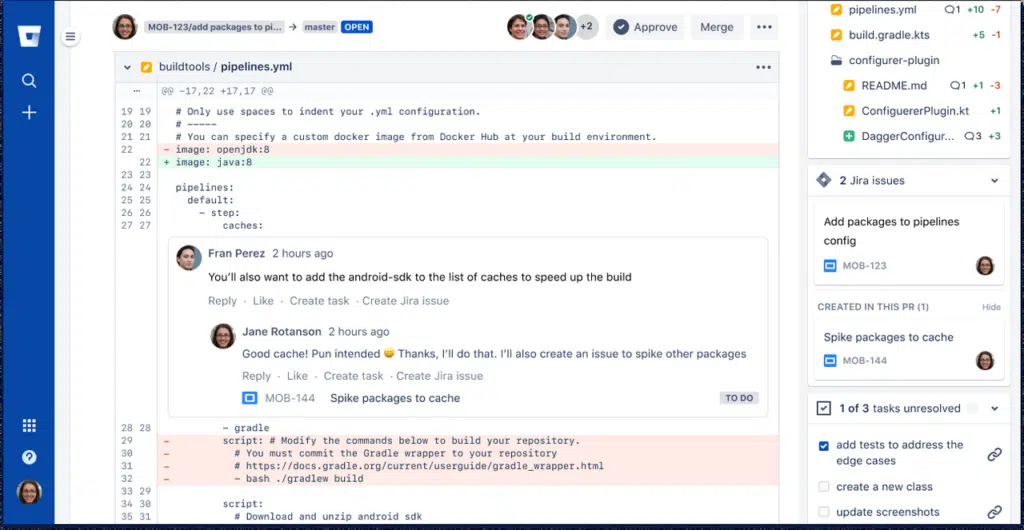 MOB-123/add packages to pi... → master OPEN
+2 Approve Merge •••
buildtools / pipelines.yml •••
... @@ -17,22 +17,17 @@
19 19 # Only use spaces to indent your .yml configuration.
20 20 # -----
21 21 # You can specify a custom docker image from Docker Hub at your build environment.
22 - image: openjdk:8
22 + image: java:8
23 23
24 24 pipelines:
25 25 default:
26 26 - step:
27 27 caches:
Fran Perez 2 hours ago
You'll also want to add the android-sdk to the list of caches to speed up the build
Reply · Like · Create task · Create Jira issue
Jane Rotanson 2 hours ago
Good cache! Pun intended 😀 Thanks, I'll do that. I'll also create an issue to spike other packages
Reply · Like · Create task · Create Jira issue
MOB-144 Spike packages to cache TO DO
28 28 - gradle
29 - script: # Modify the commands below to build your repository.
30 - # You must commit the Gradle wrapper to your repository
31 - # https://docs.gradle.org/current/userguide/gradle_wrapper.html
32 - - bash ./gradlew build
33 29
34 30 script:
35 31 # Download and unzip android sdk
pipelines.yml 1 +10 -7
build.gradle.kts +5 -1
configurer-plugin
README.md 1 +1 -3
ConfiguererPlugin.kt +1
DaggerConfigur... 3 +3
2 Jira issues
Add packages to pipelines
config
MOB-123
CREATED IN THIS PR (1) Hide
Spike packages to cache
MOB-144
1 of 3 tasks unresolved
add tests to address the
edge cases
create a new class
update screenshots